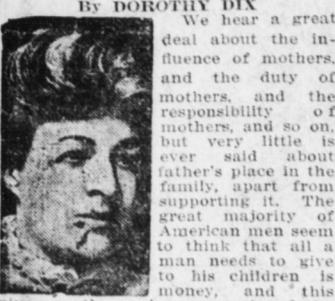 By DOROTHY DIX
We hear a great
deal about the in-
fluence of mothers,
and the duty of
mothers, and the
responsibility of
mothers, and so on,
but very little is
ever said about
father's place in the
family, apart from
supporting it. The
great majority of
American men seem
to think that all a
man needs to give
to his children is
money, and this